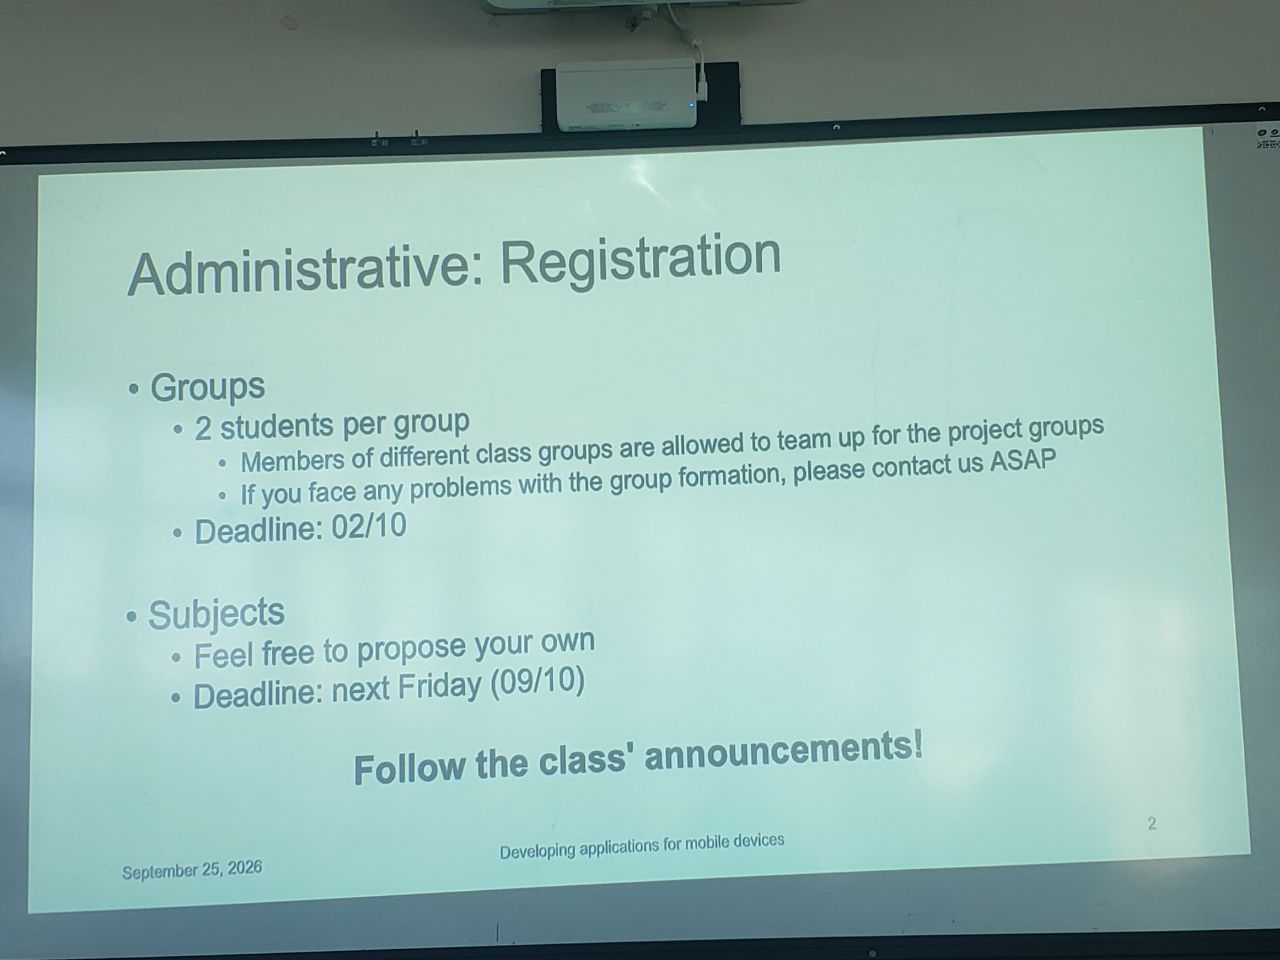 Administrative: Registration
• Groups
• 2 students per group
• Members of different class groups are allowed to team up for the project groups
• If you face any problems with the group formation, please contact us ASAP
• Deadline: 02/10
• Subjects
• Feel free to propose your own
• Deadline: next Friday (09/10)
Follow the class' announcements!
September 25, 2026
Developing applications for mobile devices
2